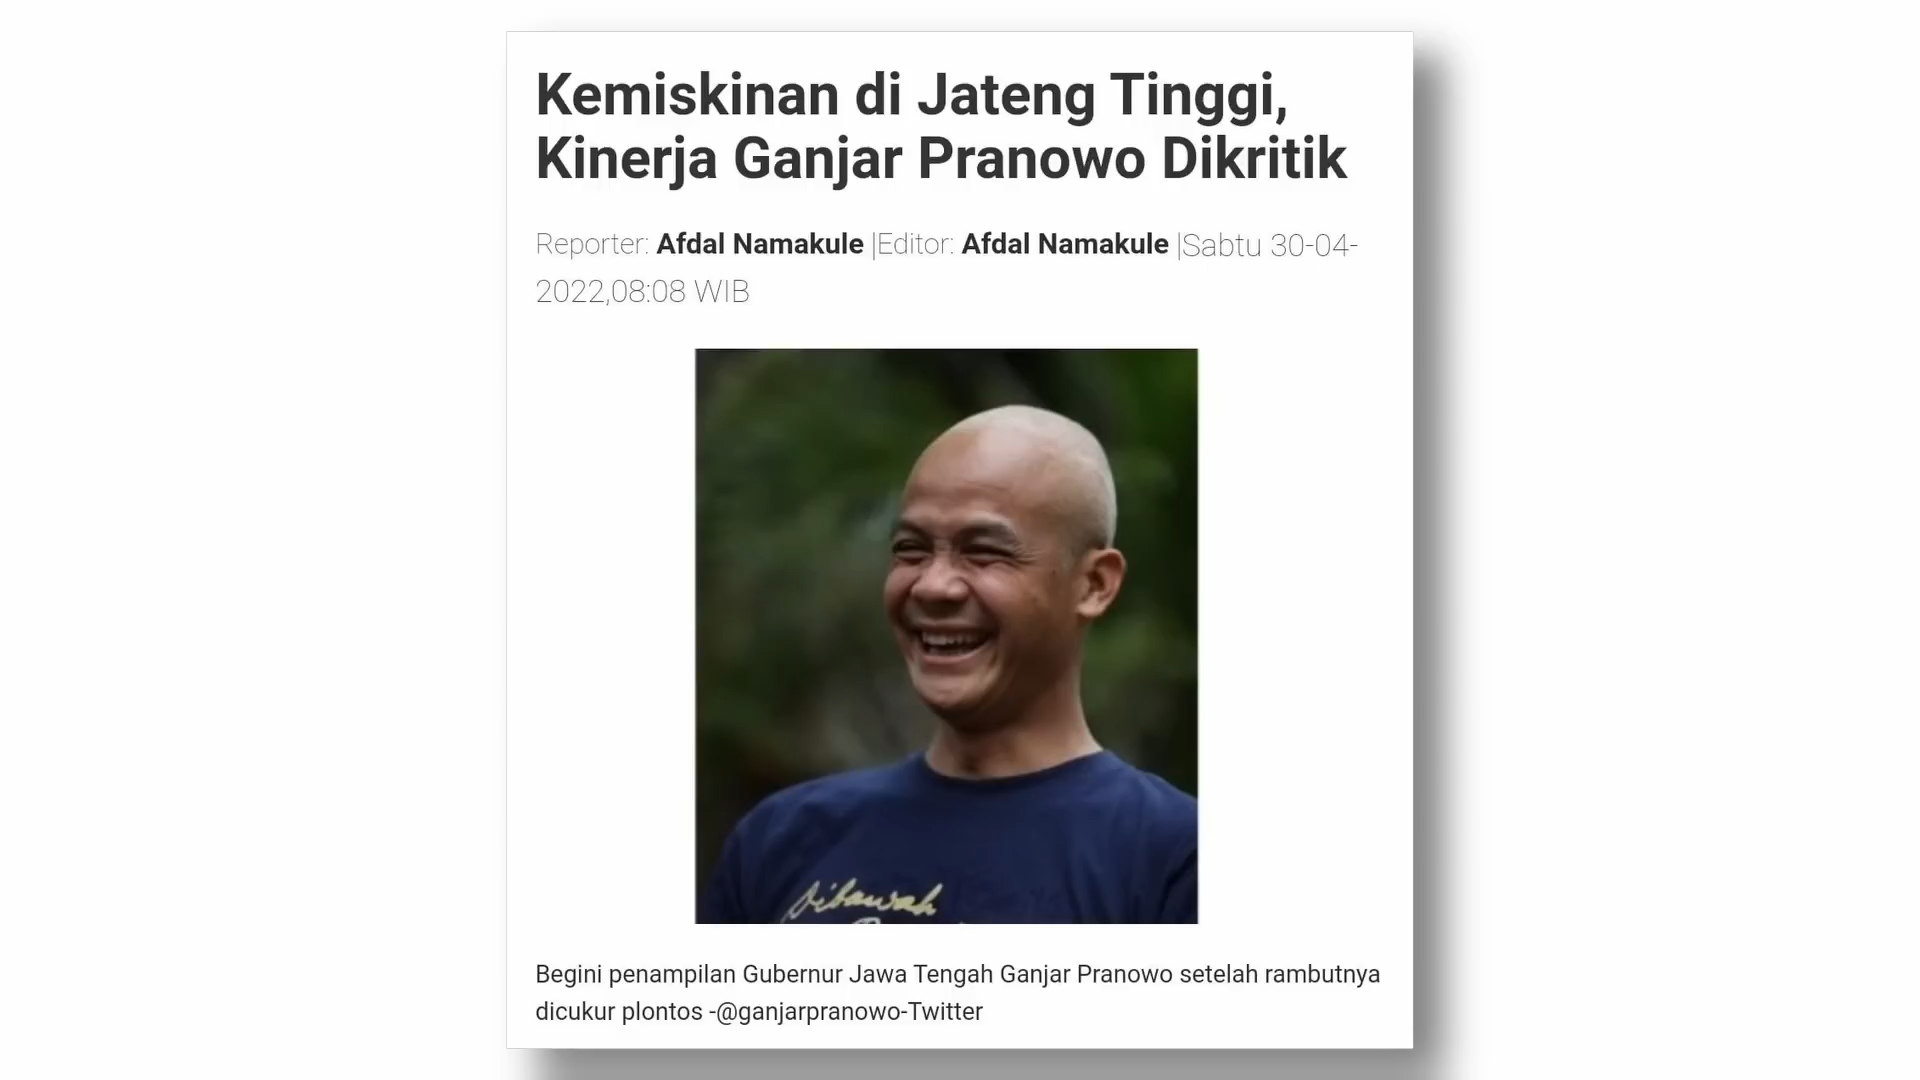 Kemiskinan di Jateng Tinggi,
Kinerja Ganjar Pranowo Dikritik
Reporter: Afdal Namakule |Editor: Afdal Namakule |Sabtu 30-04-
2022,08:08 WIB
Dibawah
Begini penampilan Gubernur Jawa Tengah Ganjar Pranowo setelah rambutnya
dicukur plontos -@ganjarpranowo-Twitter